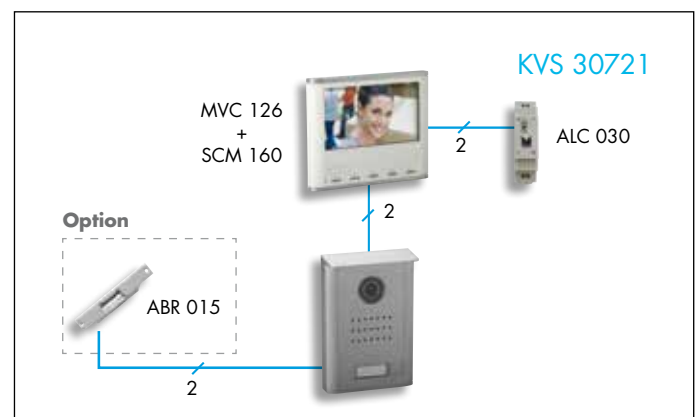 KVS 30721
MVC 126
+
SCM 160
2
ALC 030
2
Option
ABR 015
2